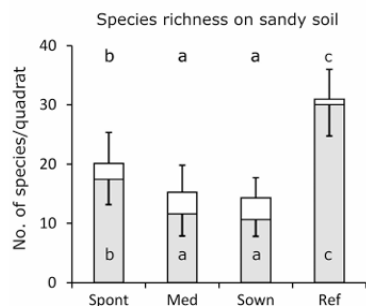 Species richness on sandy soil
No. of species/quadrat
40
30
20
10
0
b a a c
b a a c
Spont Med Sown Ref